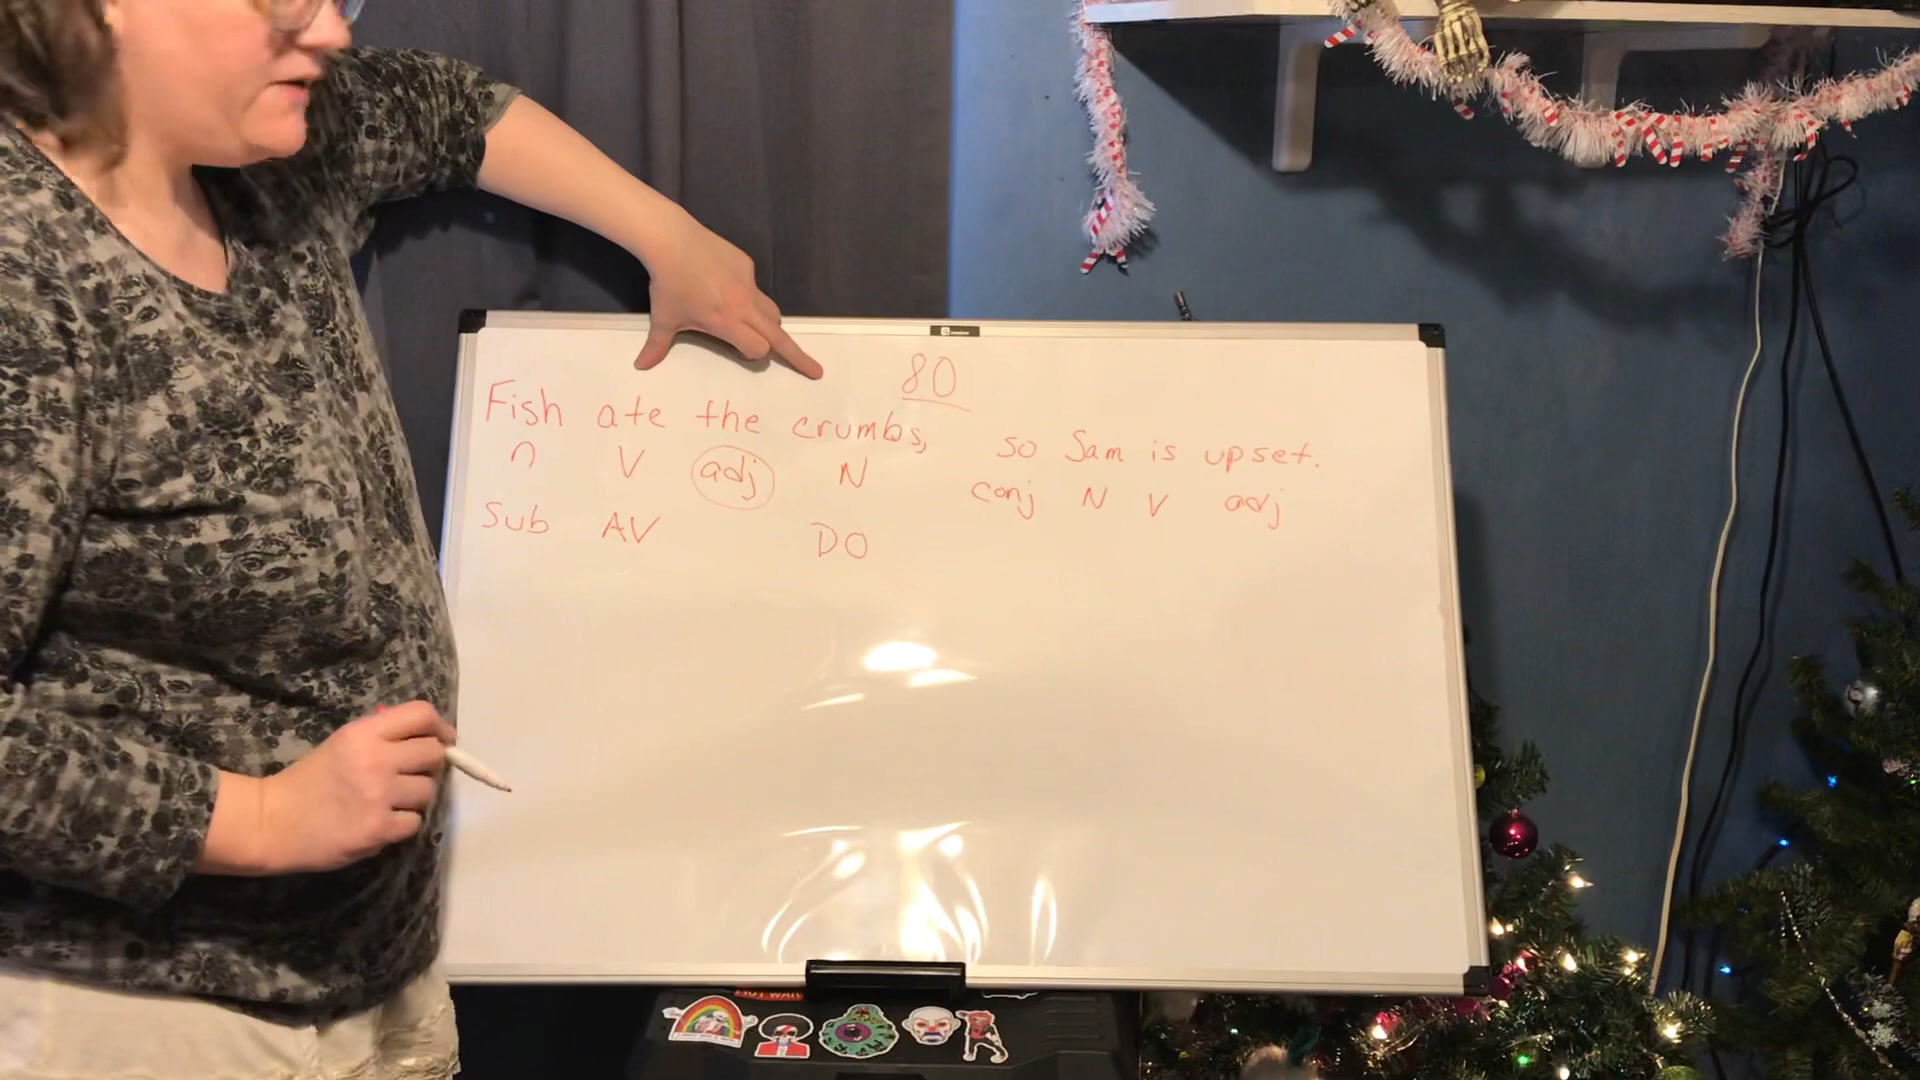 80
Fish ate the crumbs, so Sam is upset.
n V adj N conj N V adj
Sub AV DO